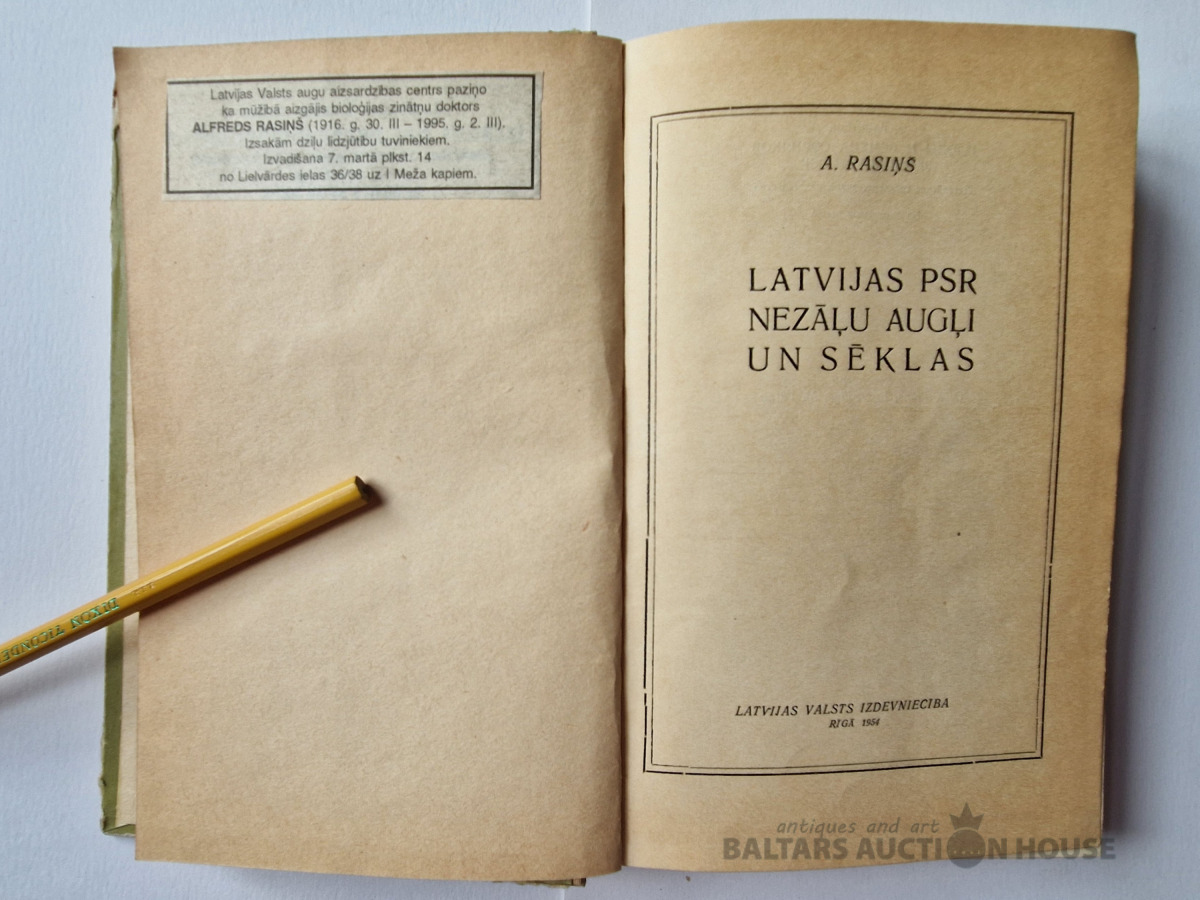 Latvijas Valsts augu aizsardzības centrs paziņo
ka mūžībā aizgājis bioloģijas zinātņu doktors
ALFREDS RASIŅŠ (1916. g. 30. III – 1995. g. 2. III).
Izsakām dziļu līdzjūtību tuviniekiem.
Izvadīšana 7. martā plkst. 14
no Lielvārdes ielas 36/38 uz I Meža kapiem.
DIXON TICONDE
A. RASIŅŠ
LATVIJAS PSR
NEZĀĻU AUGĻI
UN SĒKLAS
LATVIJAS VALSTS IZDEVNIECĪBA
RĪGĀ 1954
antiques and art
BALTARS AUCTION HOUSE